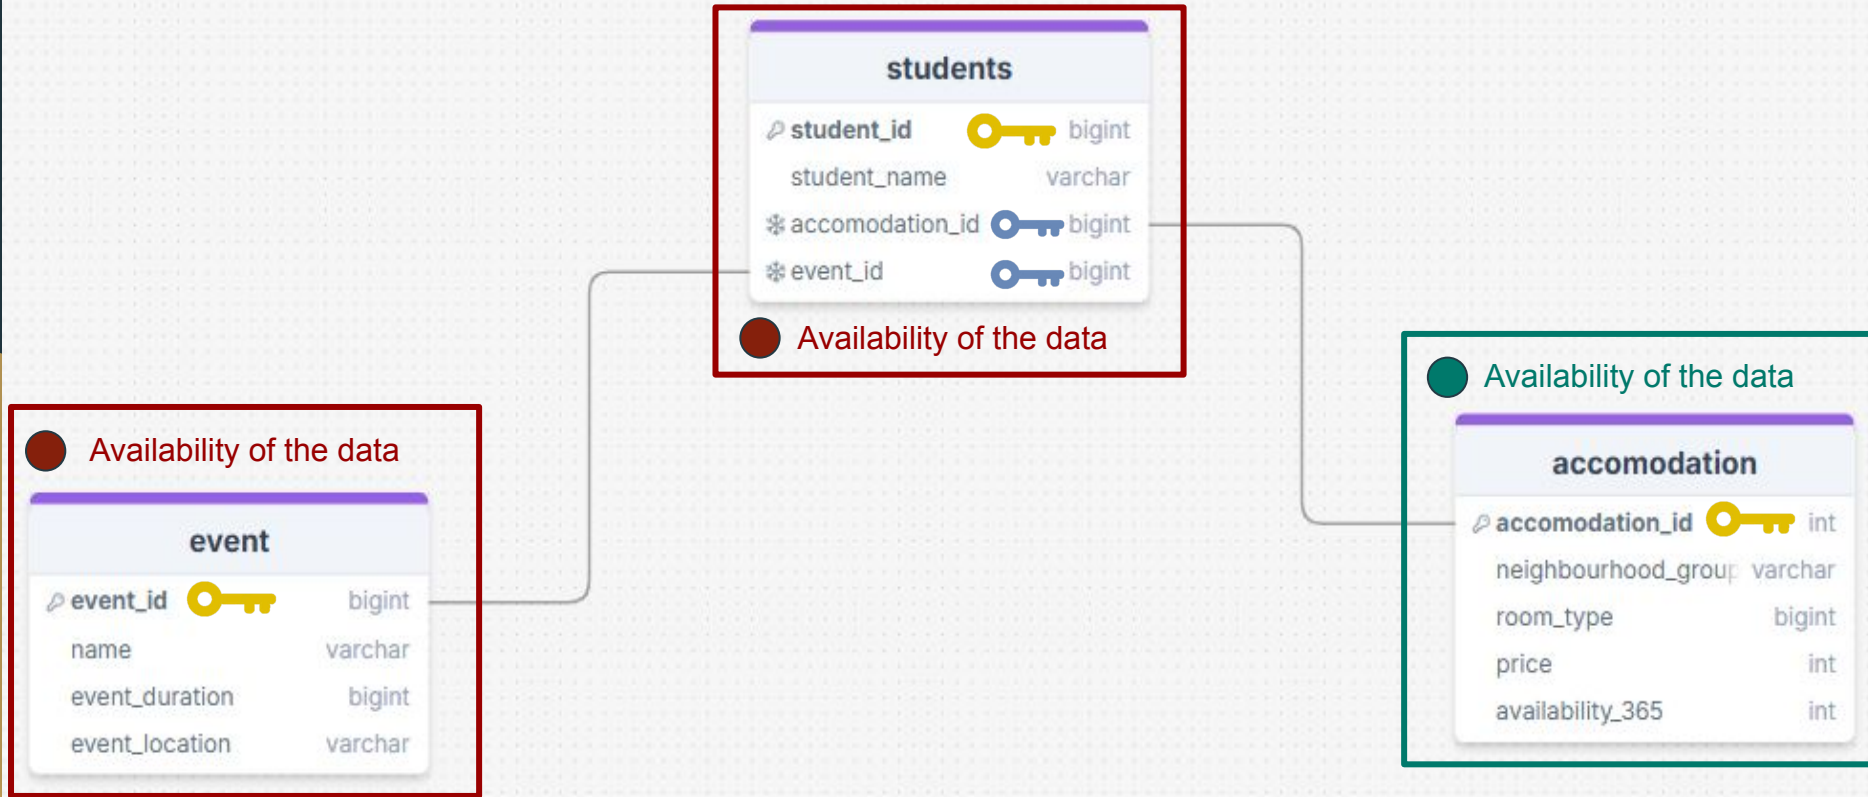 students
student_id bigint
student_name varchar
accomodation_id bigint
event_id bigint
Availability of the data
Availability of the data
event
event_id bigint
name varchar
event_duration bigint
event_location varchar
Availability of the data
accomodation
accomodation_id int
neighbourhood_group varchar
room_type bigint
price int
availability_365 int